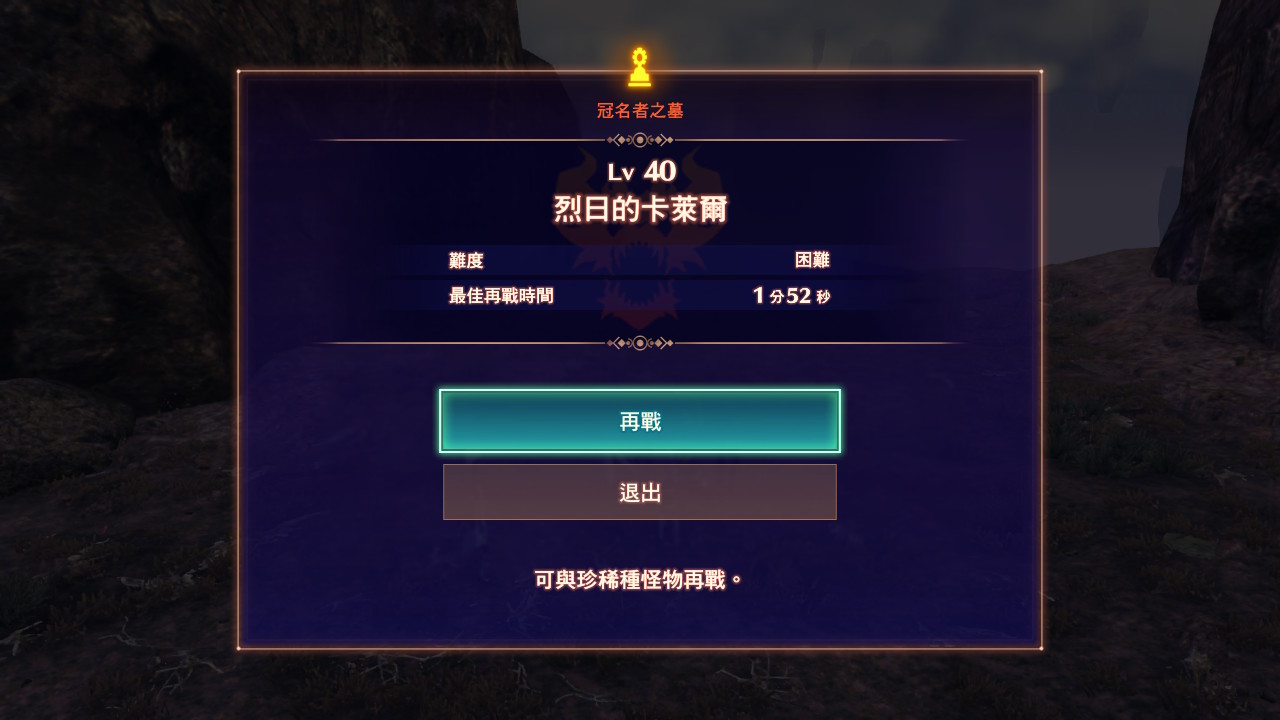 冠名者之墓
Lv 40
烈日的卡萊爾
難度 困難
最佳再戰時間 1分52秒
再戰
退出
可與珍稀種怪物再戰。